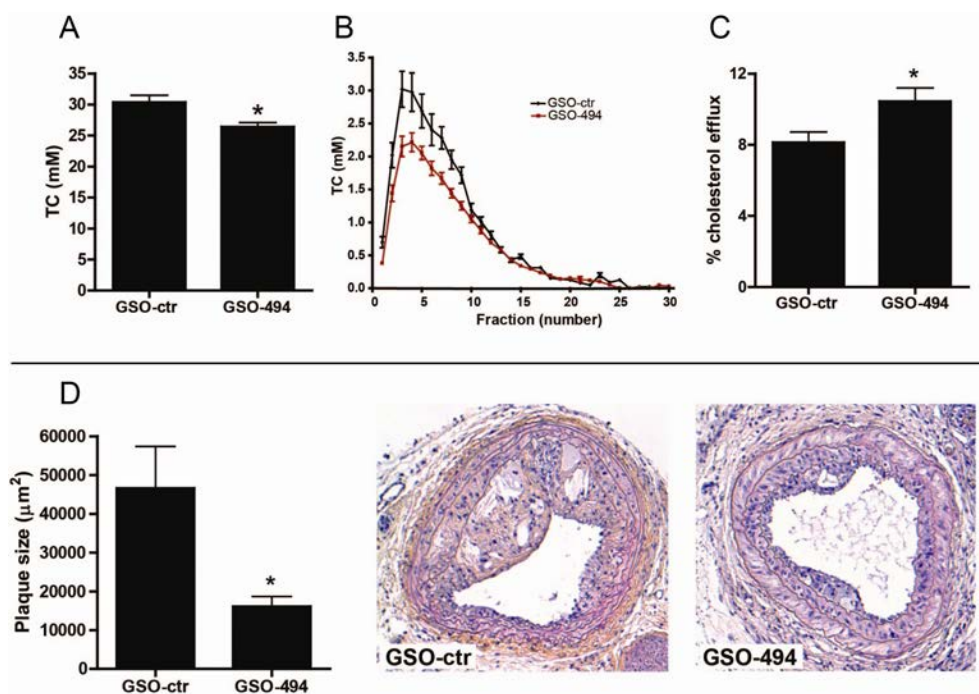 A
TC (mM)
35
30
25
20
15
10
5
0
*
GSO-ctr
GSO-494
B
TC (mM)
3.5
3.0
2.5
2.0
1.5
1.0
0.5
0.0
GSO-ctr
GSO-494
0 5 10 15 20 25 30
Fraction (number)
C
% cholesterol efflux
12
8
4
0
*
GSO-ctr
GSO-494
D
Plaque size (μm²)
60000
50000
40000
30000
20000
10000
0
*
GSO-ctr
GSO-494
GSO-ctr
GSO-494